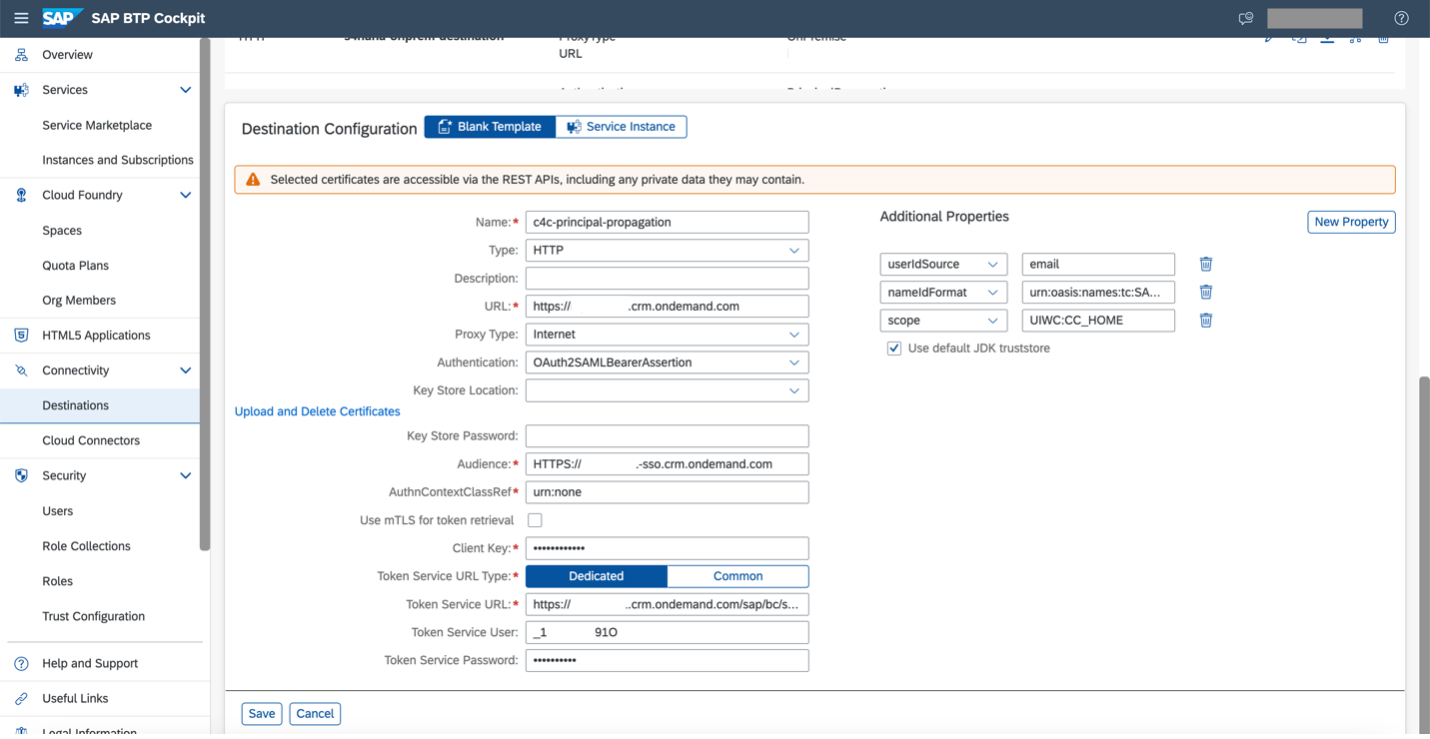 SAP SAP BTP Cockpit
Overview
Services
Service Marketplace
Instances and Subscriptions
Cloud Foundry
Spaces
Quota Plans
Org Members
HTML5 Applications
Connectivity
Destinations
Cloud Connectors
Security
Users
Role Collections
Roles
Trust Configuration
Help and Support
Useful Links
Legal Information
HTTP s4hana-onprem-destination ProxyType OnPremise
URL
Destination Configuration Blank Template Service Instance
Selected certificates are accessible via the REST APIs, including any private data they may contain.
Name:* c4c-principal-propagation
Type: HTTP
Description:
URL:* https:// .crm.ondemand.com
Proxy Type: Internet
Authentication: OAuth2SAMLBearerAssertion
Key Store Location:
Upload and Delete Certificates
Key Store Password:
Audience:* HTTPS:// .-sso.crm.ondemand.com
AuthnContextClassRef* urn:none
Use mTLS for token retrieval
Client Key:* ••••••••••••
Token Service URL Type:* Dedicated Common
Token Service URL:* https:// ..crm.ondemand.com/sap/bc/s...
Token Service User: _1 91O
Token Service Password: ••••••••••
Save Cancel
Additional Properties New Property
userIdSource email
nameIdFormat urn:oasis:names:tc:SA...
scope UIWC:CC_HOME
Use default JDK truststore